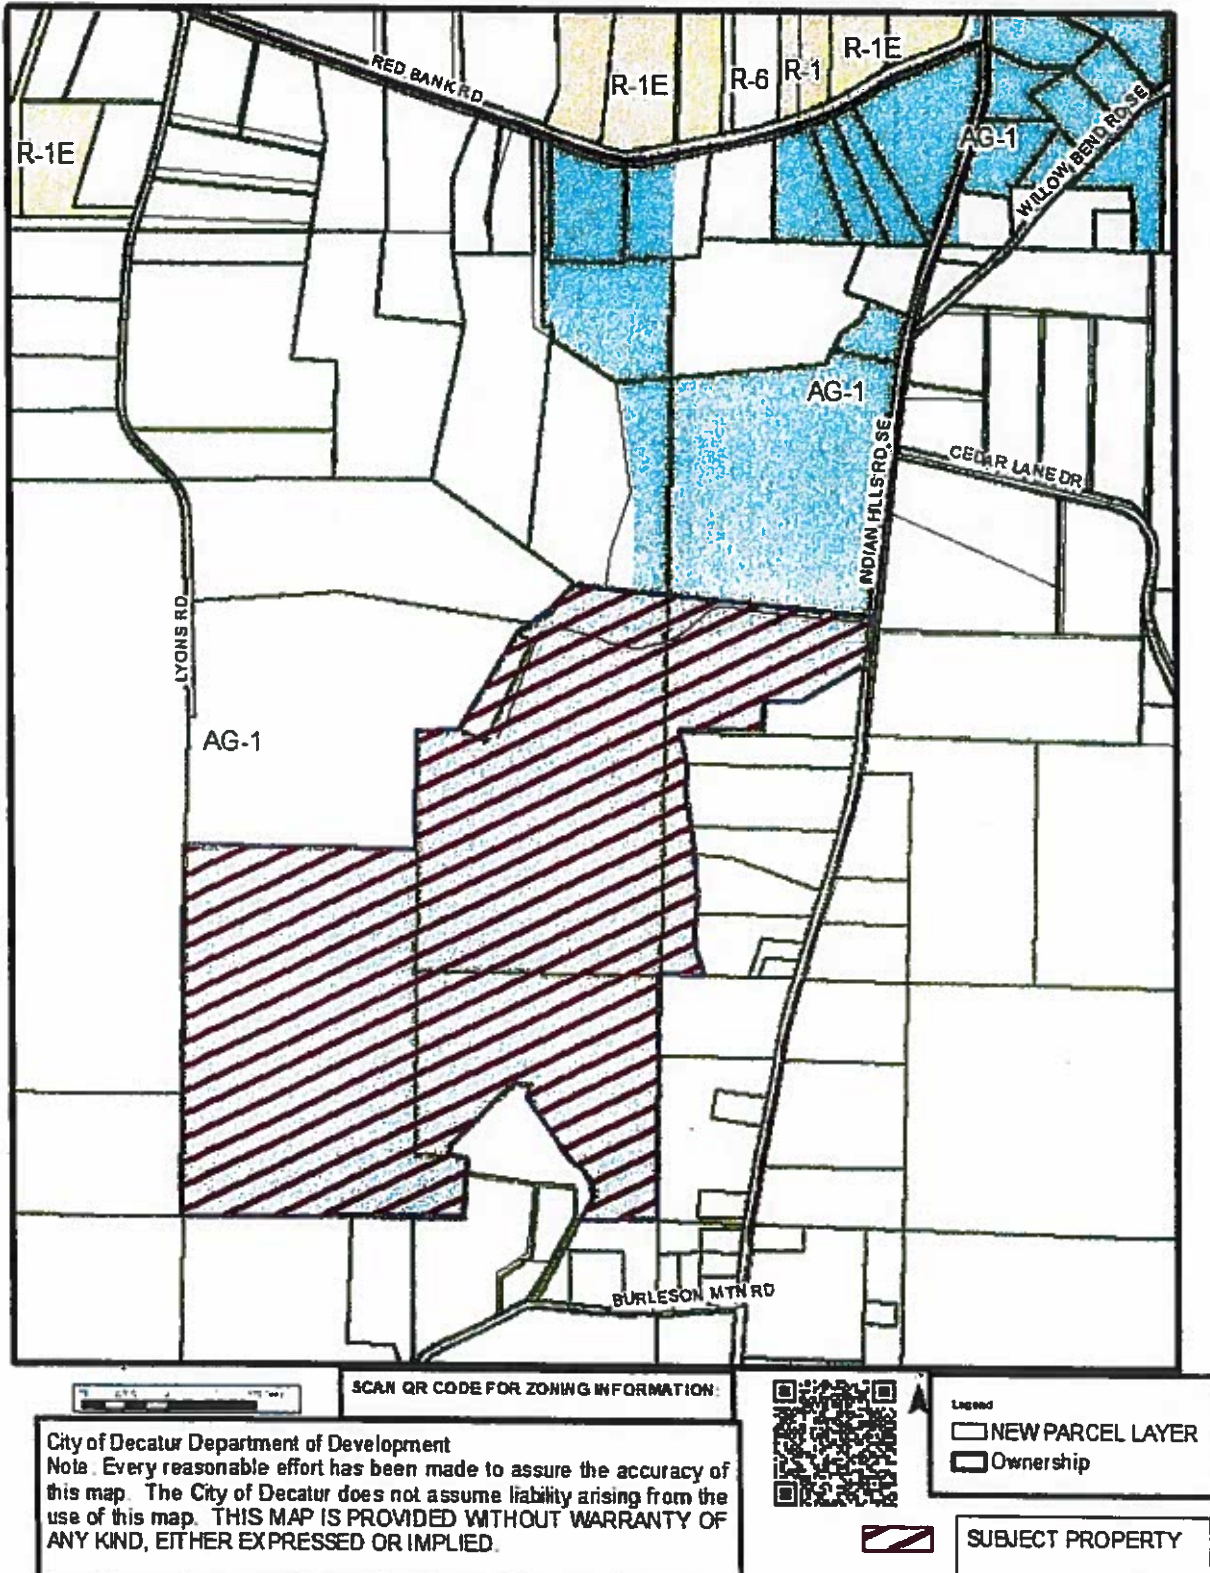 RED BANK RD
R-1E
R-6
R-1
R-1E
R-1E
AG-1
WILLOW BEND RD SE
AG-1
INDIAN HILLS RD. SE
CEDAR LANE DR
LYONS RD
AG-1
BURLESON MTN RD
SCAN QR CODE FOR ZONING INFORMATION:
City of Decatur Department of Development
Note: Every reasonable effort has been made to assure the accuracy of
this map. The City of Decatur does not assume liability arising from the
use of this map. THIS MAP IS PROVIDED WITHOUT WARRANTY OF
ANY KIND, EITHER EXPRESSED OR IMPLIED.
Legend
NEW PARCEL LAYER
Ownership
SUBJECT PROPERTY